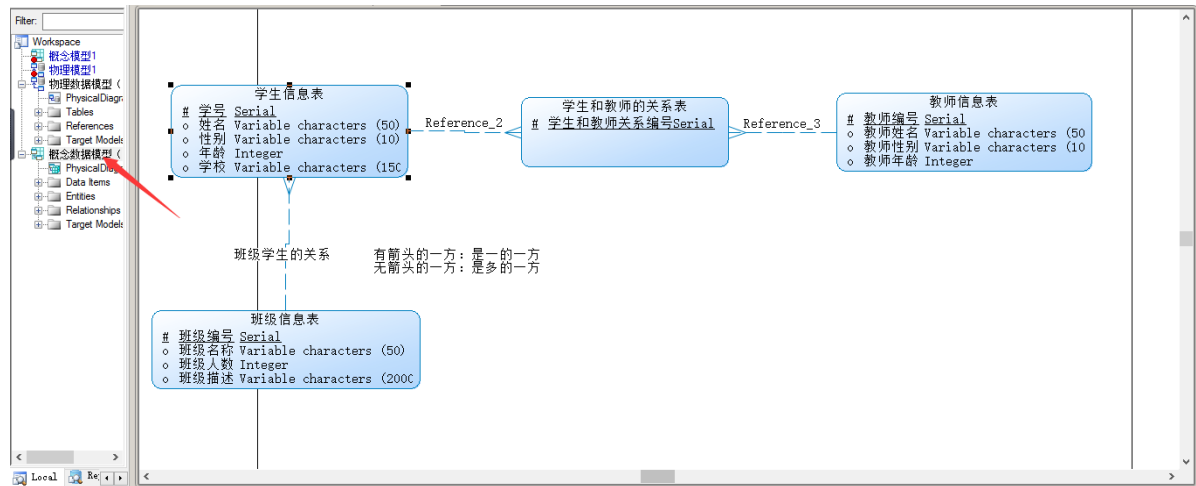 Filter:
Workspace
概念模型1
物理模型1
物理数据模型 (
PhysicalDiagr
Tables
References
Target Models
概念数据模型 (
PhysicalDiag
Data Items
Entities
Relationships
Target Models
Local
Re
学生信息表
# 学号 Serial
o 姓名 Variable characters (50)
o 性别 Variable characters (10)
o 年龄 Integer
o 学校 Variable characters (150
Reference_2
学生和教师的关系表
# 学生和教师关系编号Serial
Reference_3
教师信息表
# 教师编号 Serial
o 教师姓名 Variable characters (50
o 教师性别 Variable characters (10
o 教师年龄 Integer
班级学生的关系
有箭头的一方：是一的一方
无箭头的一方：是多的一方
班级信息表
# 班级编号 Serial
o 班级名称 Variable characters (50)
o 班级人数 Integer
o 班级描述 Variable characters (2000